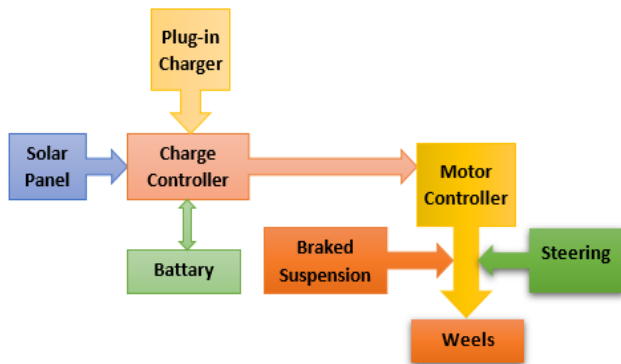 Plug-in
Charger
Solar
Panel
Charge
Controller
Motor
Controller
Battary
Braked
Suspension
Steering
Weels